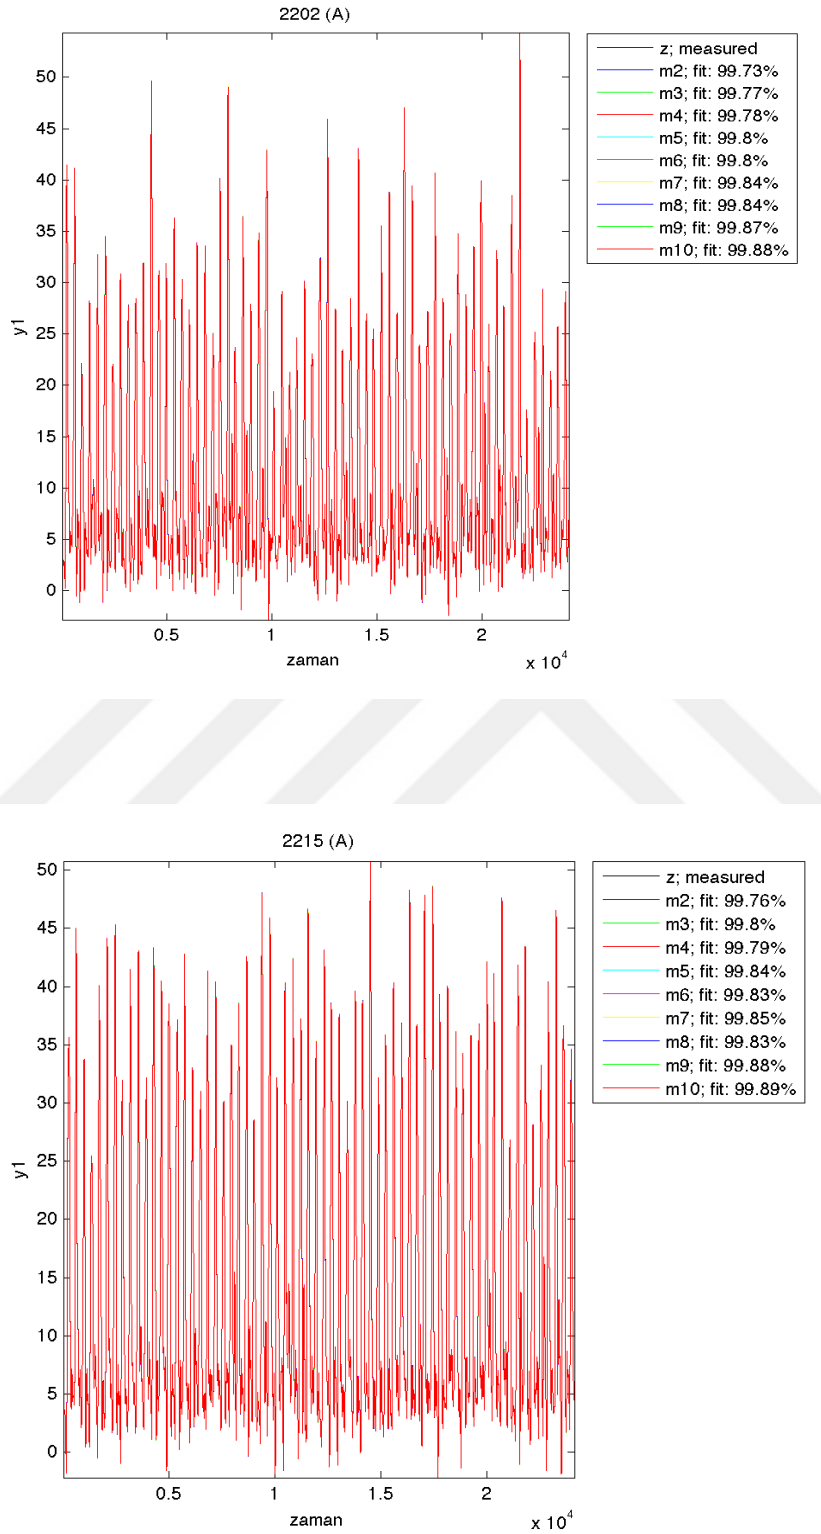 2202 (A)
z; measured
m2; fit: 99.73%
m3; fit: 99.77%
m4; fit: 99.78%
m5; fit: 99.8%
m6; fit: 99.8%
m7; fit: 99.84%
m8; fit: 99.84%
m9; fit: 99.87%
m10; fit: 99.88%
50
45
40
35
30
25
20
15
10
5
0
y1
0.5 1 1.5 2
zaman
x 10^4
2215 (A)
z; measured
m2; fit: 99.76%
m3; fit: 99.8%
m4; fit: 99.79%
m5; fit: 99.84%
m6; fit: 99.83%
m7; fit: 99.85%
m8; fit: 99.83%
m9; fit: 99.88%
m10; fit: 99.89%
50
45
40
35
30
25
20
15
10
5
0
y1
0.5 1 1.5 2
zaman
x 10^4